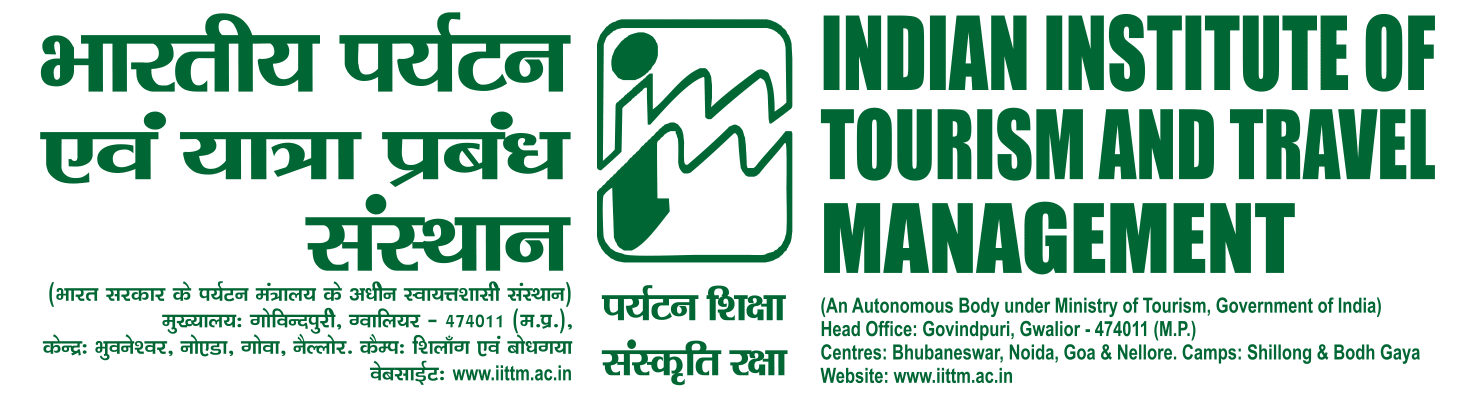 भारतीय पर्यटन
एवं यात्रा प्रबंध
संस्थान
(भारत सरकार के पर्यटन मंत्रालय के अधीन स्वायत्तशासी संस्थान)
मुख्यालय: गोविन्दपुरी, ग्वालियर - 474011 (म.प्र.),
केन्द्र: भुवनेश्वर, नोएडा, गोवा, नैल्लोर. कैम्प: शिलाँग एवं बोधगया
वेबसाईट: www.iittm.ac.in
पर्यटन शिक्षा
संस्कृति रक्षा
INDIAN INSTITUTE OF
TOURISM AND TRAVEL
MANAGEMENT
(An Autonomous Body under Ministry of Tourism, Government of India)
Head Office: Govindpuri, Gwalior - 474011 (M.P.)
Centres: Bhubaneswar, Noida, Goa & Nellore. Camps: Shillong & Bodh Gaya
Website: www.iittm.ac.in